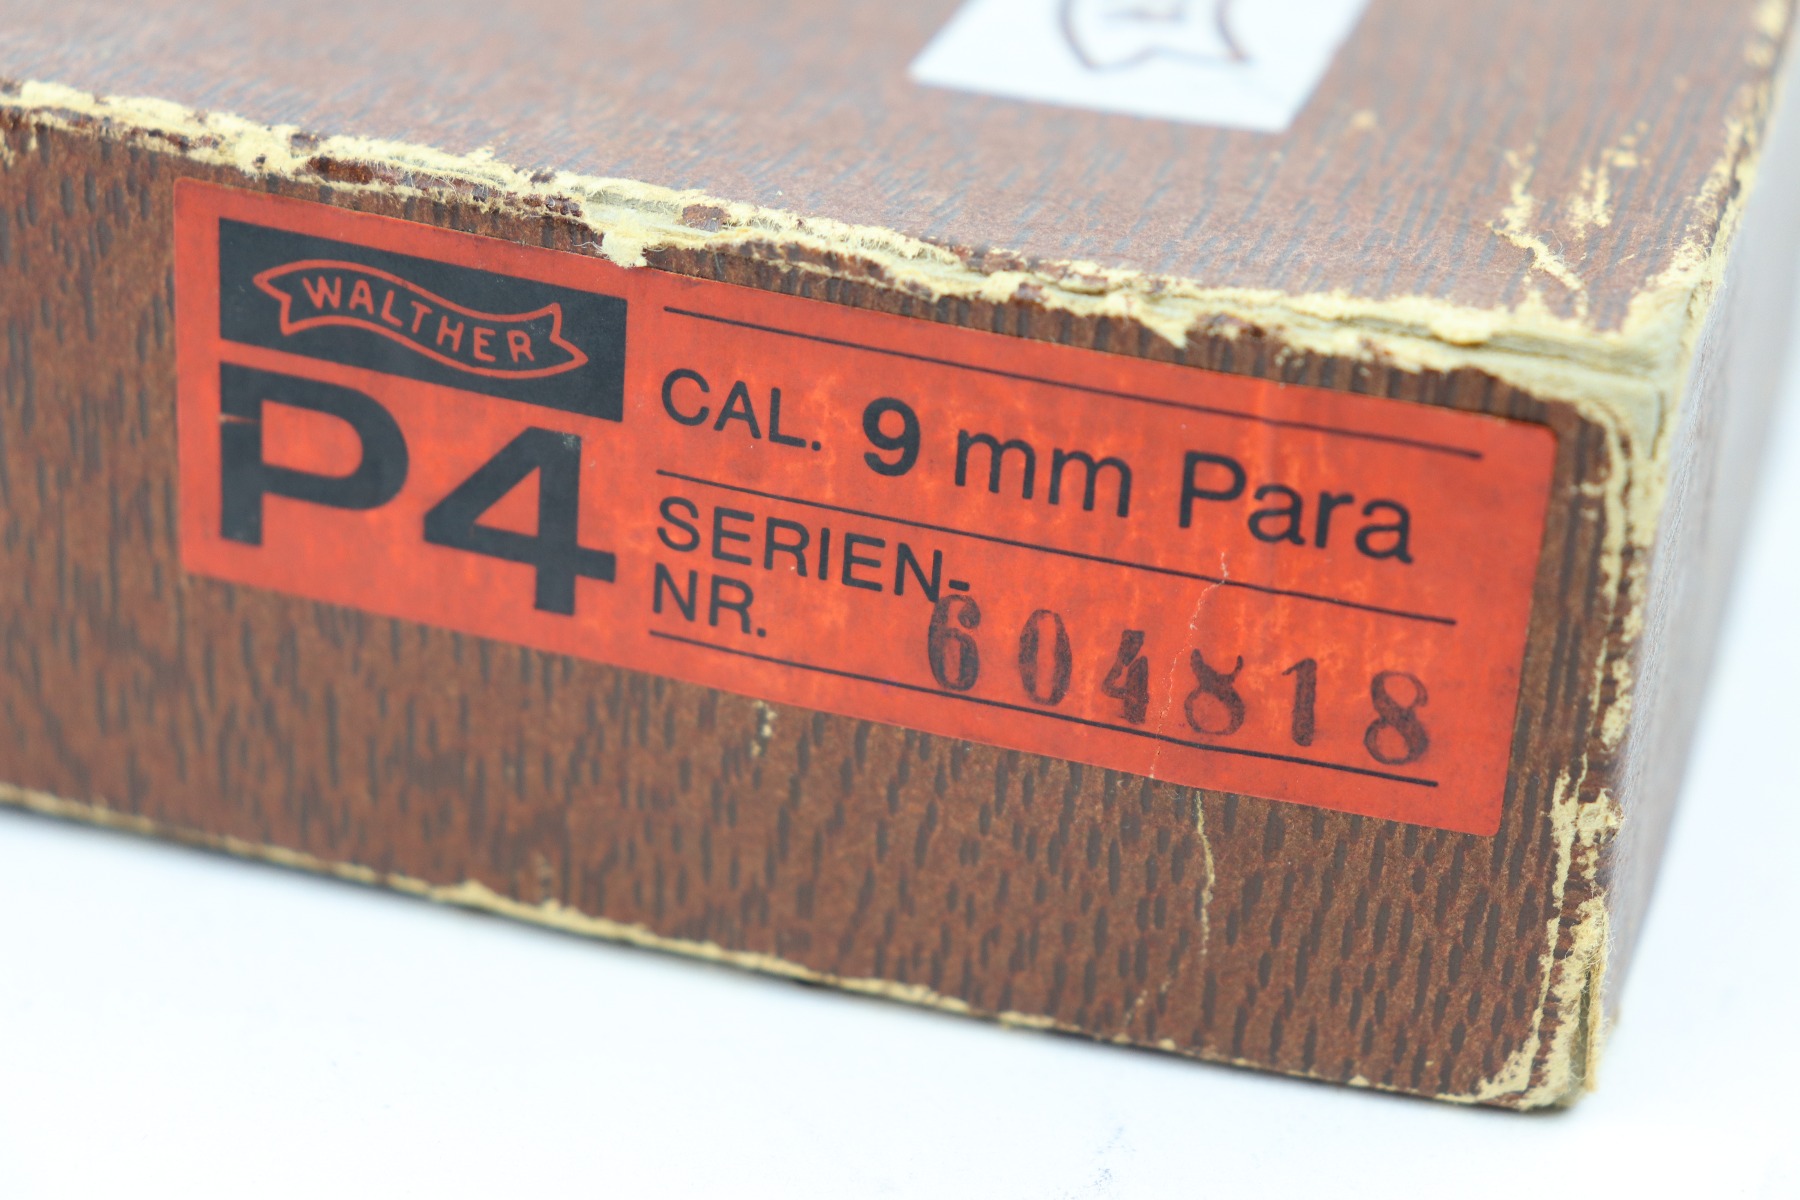 WALTHER
P4
CAL. 9 mm Para
SERIEN-
NR. 604818